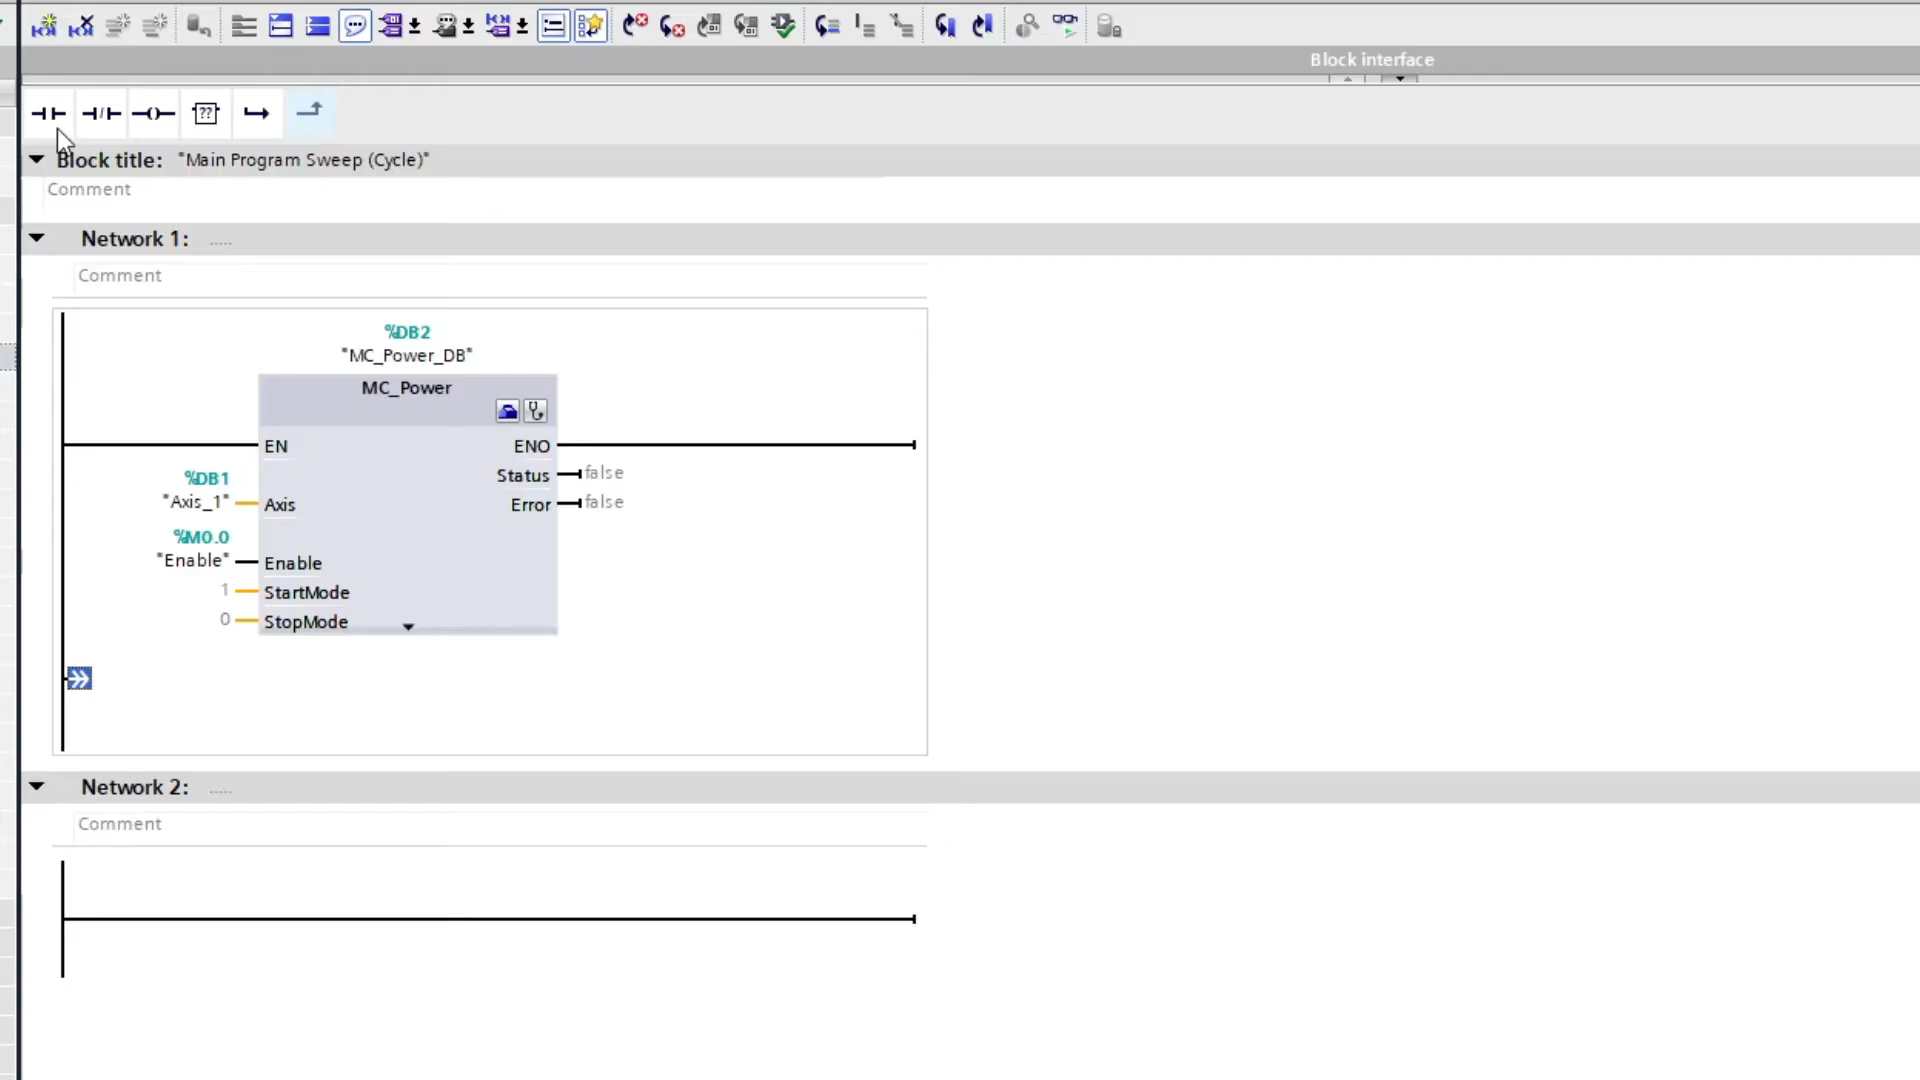 Block interface
??
Block title: "Main Program Sweep (Cycle)"
Comment
Network 1: .....
Comment
%DB2
"MC_Power_DB"
MC_Power
EN
ENO
%DB1
Status
false
"Axis_1"
Axis
Error
false
%M0.0
"Enable"
Enable
1
StartMode
0
StopMode
Network 2: .....
Comment